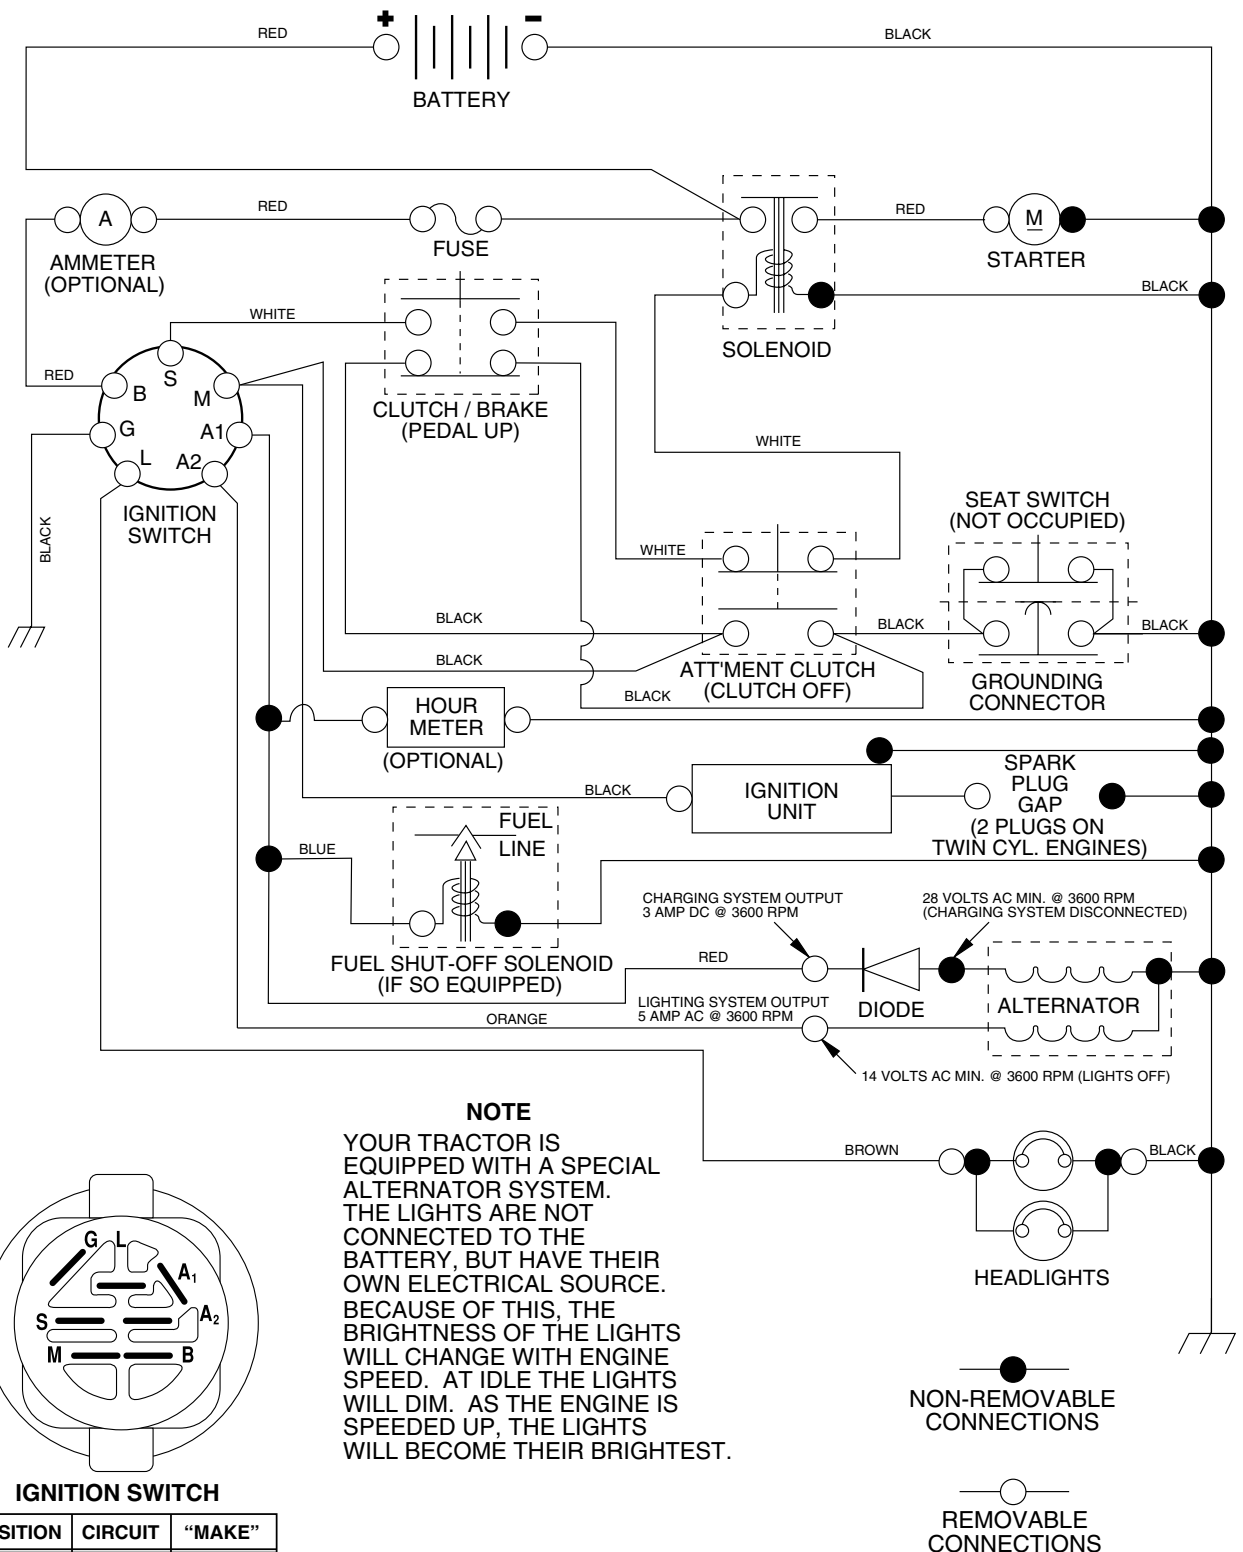 +
–
RED
BLACK
BATTERY
A
RED
FUSE
RED
M
STARTER
AMMETER
(OPTIONAL)
BLACK
WHITE
SOLENOID
RED
B
S
M
G
A1
L
A2
CLUTCH / BRAKE
(PEDAL UP)
WHITE
IGNITION
SWITCH
BLACK
SEAT SWITCH
(NOT OCCUPIED)
WHITE
BLACK
BLACK
BLACK
BLACK
ATT'MENT CLUTCH
(CLUTCH OFF)
BLACK
GROUNDING
CONNECTOR
HOUR
METER
(OPTIONAL)
BLACK
IGNITION
UNIT
SPARK
PLUG
GAP
(2 PLUGS ON
TWIN CYL. ENGINES)
FUEL
LINE
BLUE
FUEL SHUT-OFF SOLENOID
(IF SO EQUIPPED)
CHARGING SYSTEM OUTPUT
3 AMP DC @ 3600 RPM
28 VOLTS AC MIN. @ 3600 RPM
(CHARGING SYSTEM DISCONNECTED)
RED
DIODE
ALTERNATOR
LIGHTING SYSTEM OUTPUT
5 AMP AC @ 3600 RPM
ORANGE
14 VOLTS AC MIN. @ 3600 RPM (LIGHTS OFF)
NOTE
YOUR TRACTOR IS
EQUIPPED WITH A SPECIAL
ALTERNATOR SYSTEM.
THE LIGHTS ARE NOT
CONNECTED TO THE
BATTERY, BUT HAVE THEIR
OWN ELECTRICAL SOURCE.
BECAUSE OF THIS, THE
BRIGHTNESS OF THE LIGHTS
WILL CHANGE WITH ENGINE
SPEED. AT IDLE THE LIGHTS
WILL DIM. AS THE ENGINE IS
SPEEDED UP, THE LIGHTS
WILL BECOME THEIR BRIGHTEST.
BROWN
BLACK
HEADLIGHTS
G L
A1
S
A2
M
B
IGNITION SWITCH
SITION CIRCUIT “MAKE”
NON-REMOVABLE
CONNECTIONS
REMOVABLE
CONNECTIONS